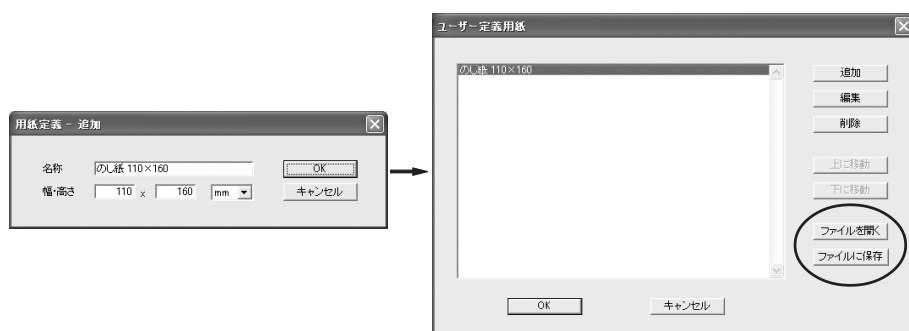 用紙定義 - 追加
名称 のし紙 110×160 OK
幅・高さ 110 x 160 mm キャンセル
ユーザー定義用紙
のし紙 110×160
追加
編集
削除
上に移動
下に移動
ファイルを開く
ファイルに保存
OK キャンセル